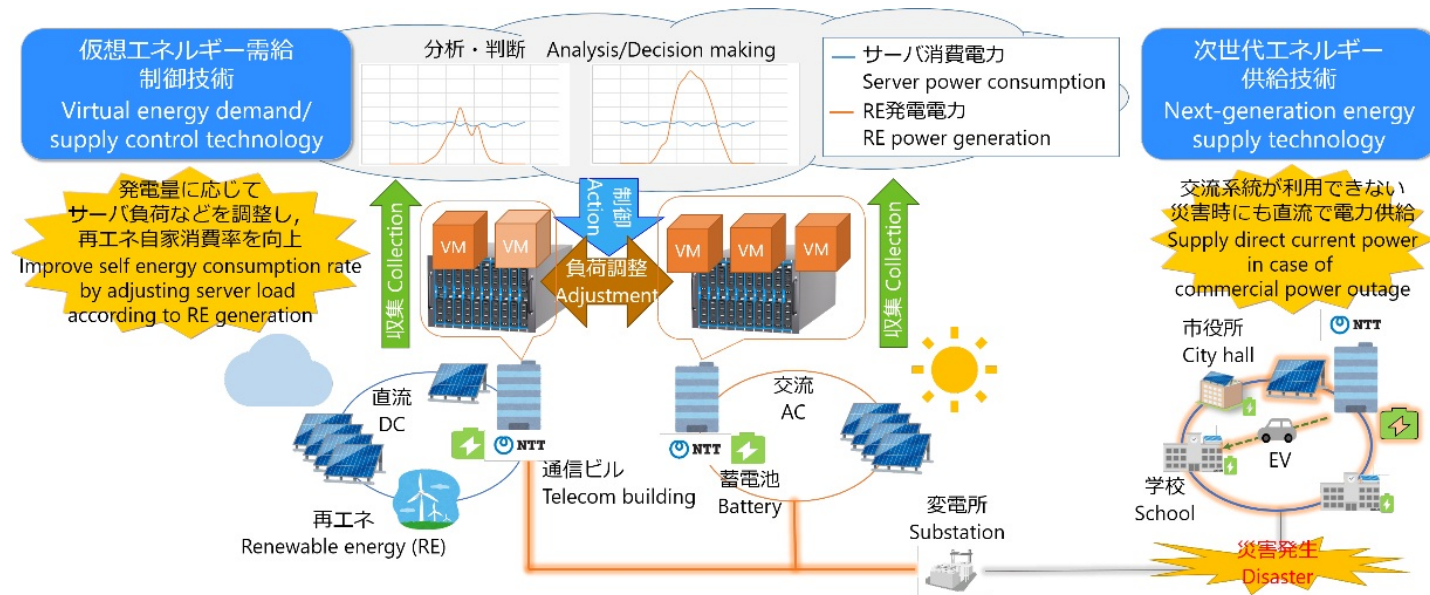 仮想エネルギー需給
制御技術
Virtual energy demand/
supply control technology
分析・判断 Analysis/Decision making
サーバ消費電力
Server power consumption
RE発電電力
RE power generation
次世代エネルギー
供給技術
Next-generation energy
supply technology
発電量に応じて
サーバ負荷などを調整し,
再エネ自家消費率を向上
Improve self energy consumption rate
by adjusting server load
according to RE generation
収集 Collection
VM
VM
制御
Action
負荷調整
Adjustment
VM
VM
VM
収集 Collection
交流系統が利用できない
災害時にも直流で電力供給
Supply direct current power
in case of
commercial power outage
直流
DC
NTT
通信ビル
Telecom building
再エネ
Renewable energy (RE)
交流
AC
NTT
蓄電池
Battery
変電所
Substation
市役所
City hall
NTT
EV
学校
School
災害発生
Disaster